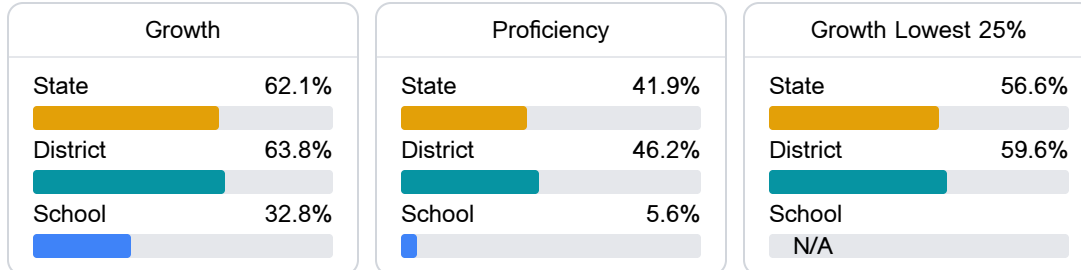 Growth
State 62.1%
District 63.8%
School 32.8%
Proficiency
State 41.9%
District 46.2%
School 5.6%
Growth Lowest 25%
State 56.6%
District 59.6%
School
N/A